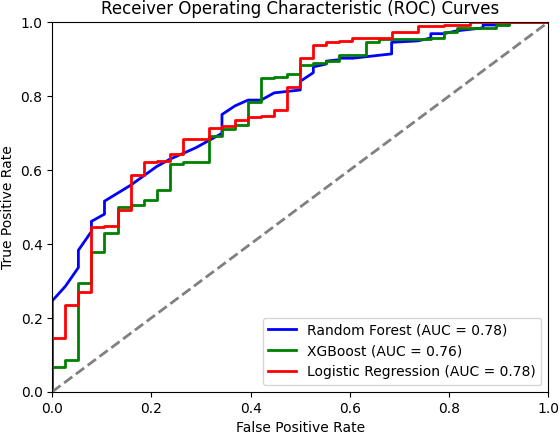 Receiver Operating Characteristic (ROC) Curves
1.0
0.8
0.6
0.4
0.2
0.0
True Positive Rate
Random Forest (AUC = 0.78)
XGBoost (AUC = 0.76)
Logistic Regression (AUC = 0.78)
0.0 0.2 0.4 0.6 0.8 1.0
False Positive Rate